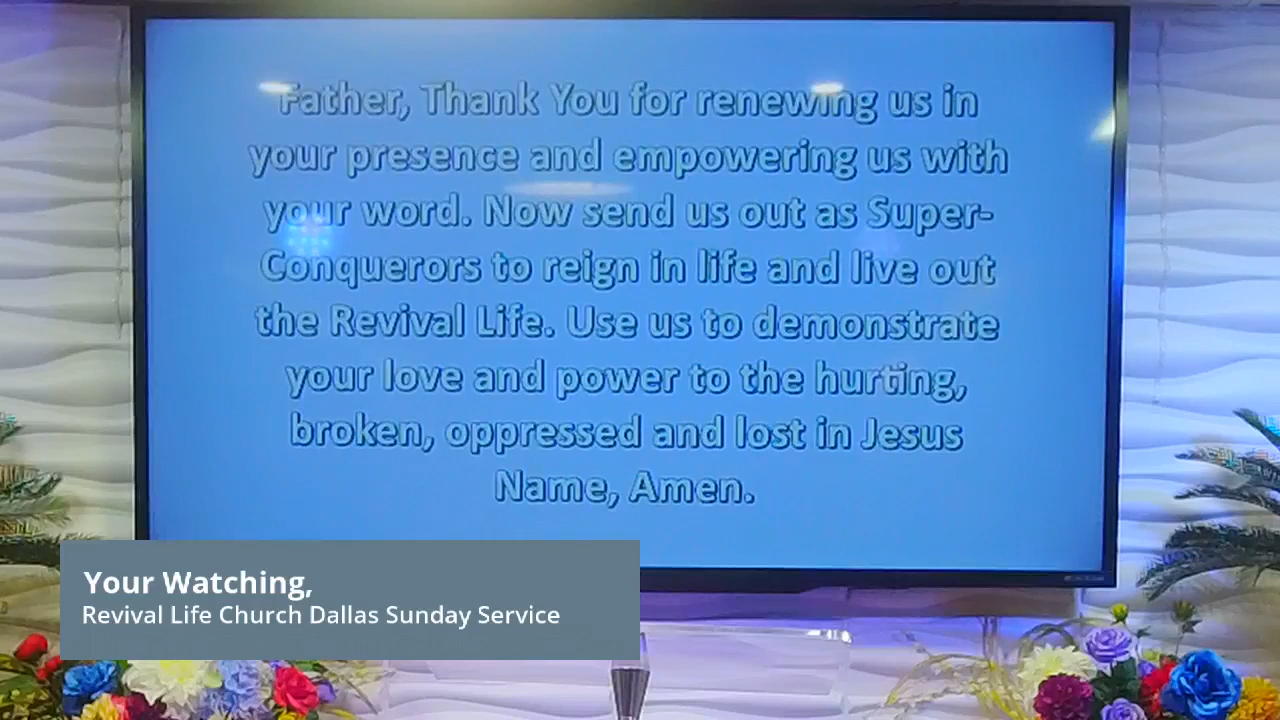 Father, Thank You for renewing us in
your presence and empowering us with
your word. Now send us out as Super-
Conquerors to reign in life and live out
the Revival Life. Use us to demonstrate
your love and power to the hurting,
broken, oppressed and lost in Jesus
Name, Amen.
Your Watching,
Revival Life Church Dallas Sunday Service